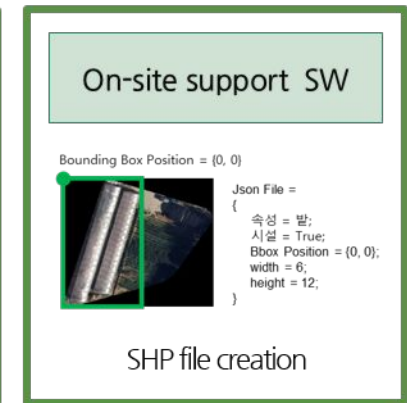 On-site support SW
Bounding Box Position = {0, 0}
Json File =
{
속성 = 밭;
시설 = True;
Bbox Position = {0, 0};
width = 6;
height = 12;
}
SHP file creation